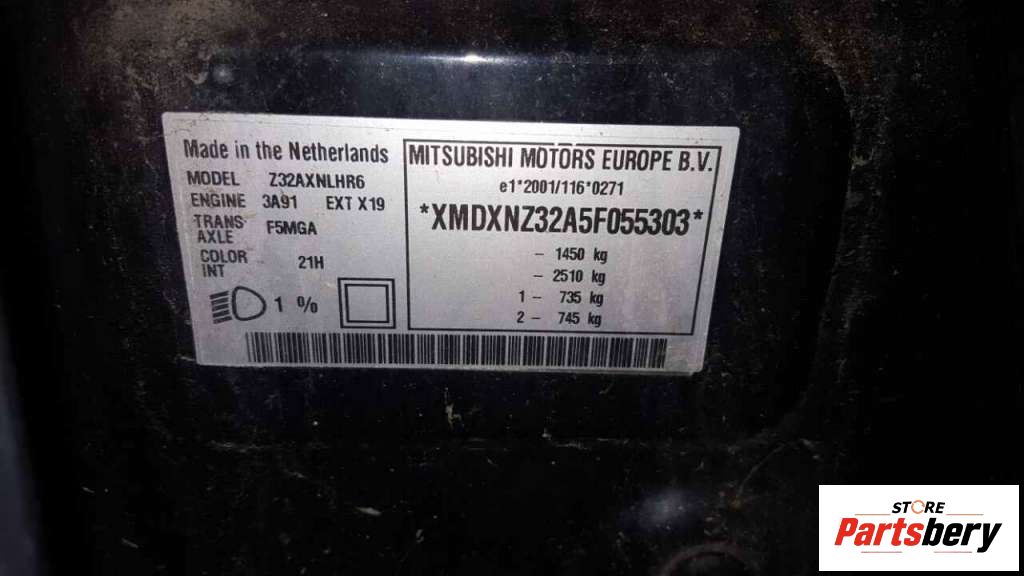 Made in the Netherlands
MODEL Z32AXNLHR6
ENGINE 3A91 EXT X19
TRANS AXLE F5MGA
COLOR INT 21H
1 %
MITSUBISHI MOTORS EUROPE B.V.
e1*2001/116*0271
*XMDXNZ32A5F055303*
- 1450 kg
- 2510 kg
1 - 735 kg
2 - 745 kg
STORE
Partsbery